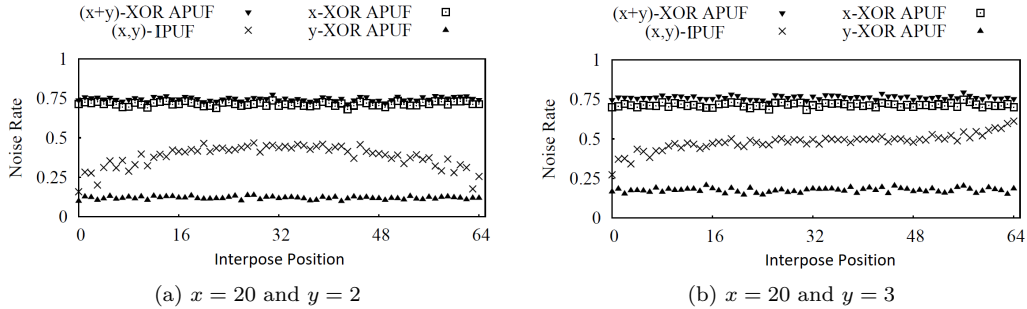 (x+y)-XOR APUF x-XOR APUF
(x,y)-IPUF y-XOR APUF
1
0.75
0.5
0.25
0
Noise Rate
0 16 32 48 64
Interpose Position
(a) x = 20 and y = 2
(x+y)-XOR APUF x-XOR APUF
(x,y)-IPUF y-XOR APUF
1
0.75
0.5
0.25
0
Noise Rate
0 16 32 48 64
Interpose Position
(b) x = 20 and y = 3